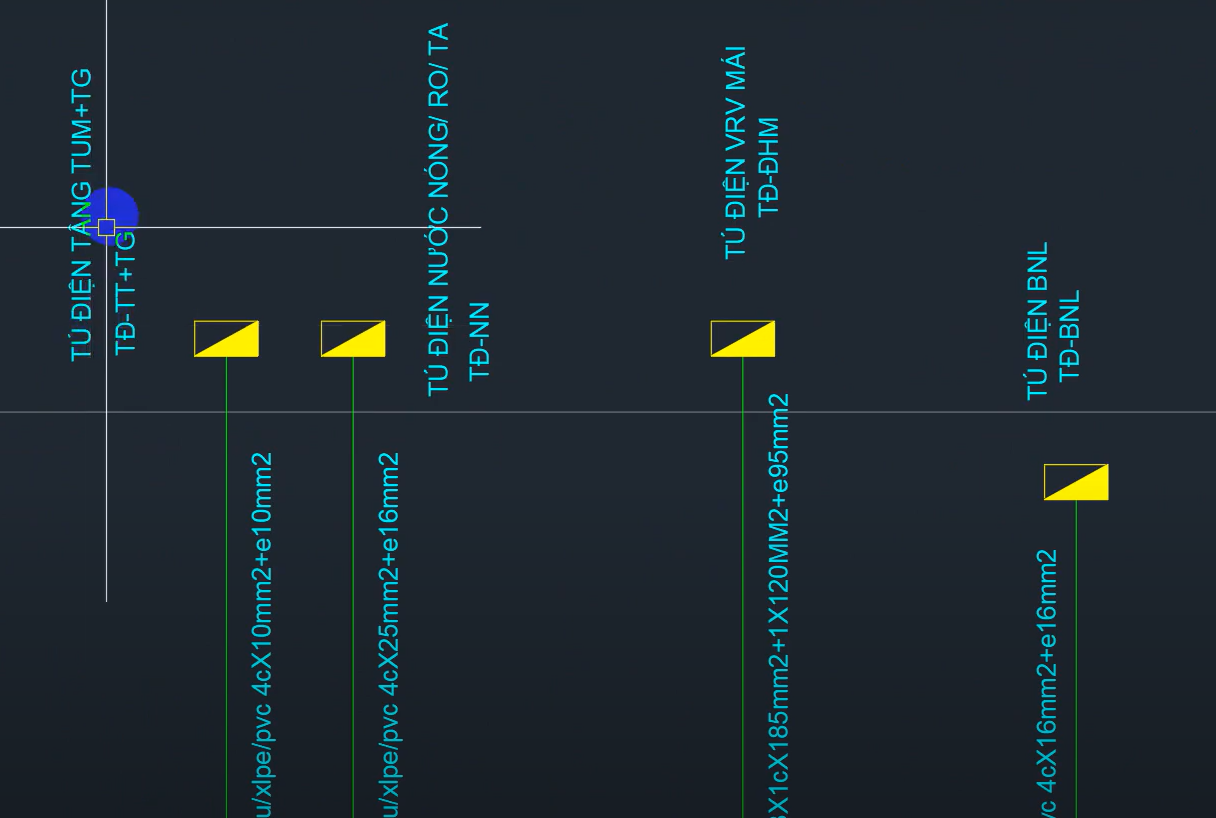 TỦ ĐIỆN TẦNG TUM+TG
TĐ-TT+TG
TỦ ĐIỆN NƯỚC NÓNG/ RO/ TA
TĐ-NN
TỦ ĐIỆN VRV MÁI
TĐ-ĐHM
TỦ ĐIỆN BNL
TĐ-BNL
u/xlpe/pvc 4cX10mm2+e10mm2
u/xlpe/pvc 4cX25mm2+e16mm2
X1cX185mm2+1X120MM2+e95mm2
vc 4cX16mm2+e16mm2